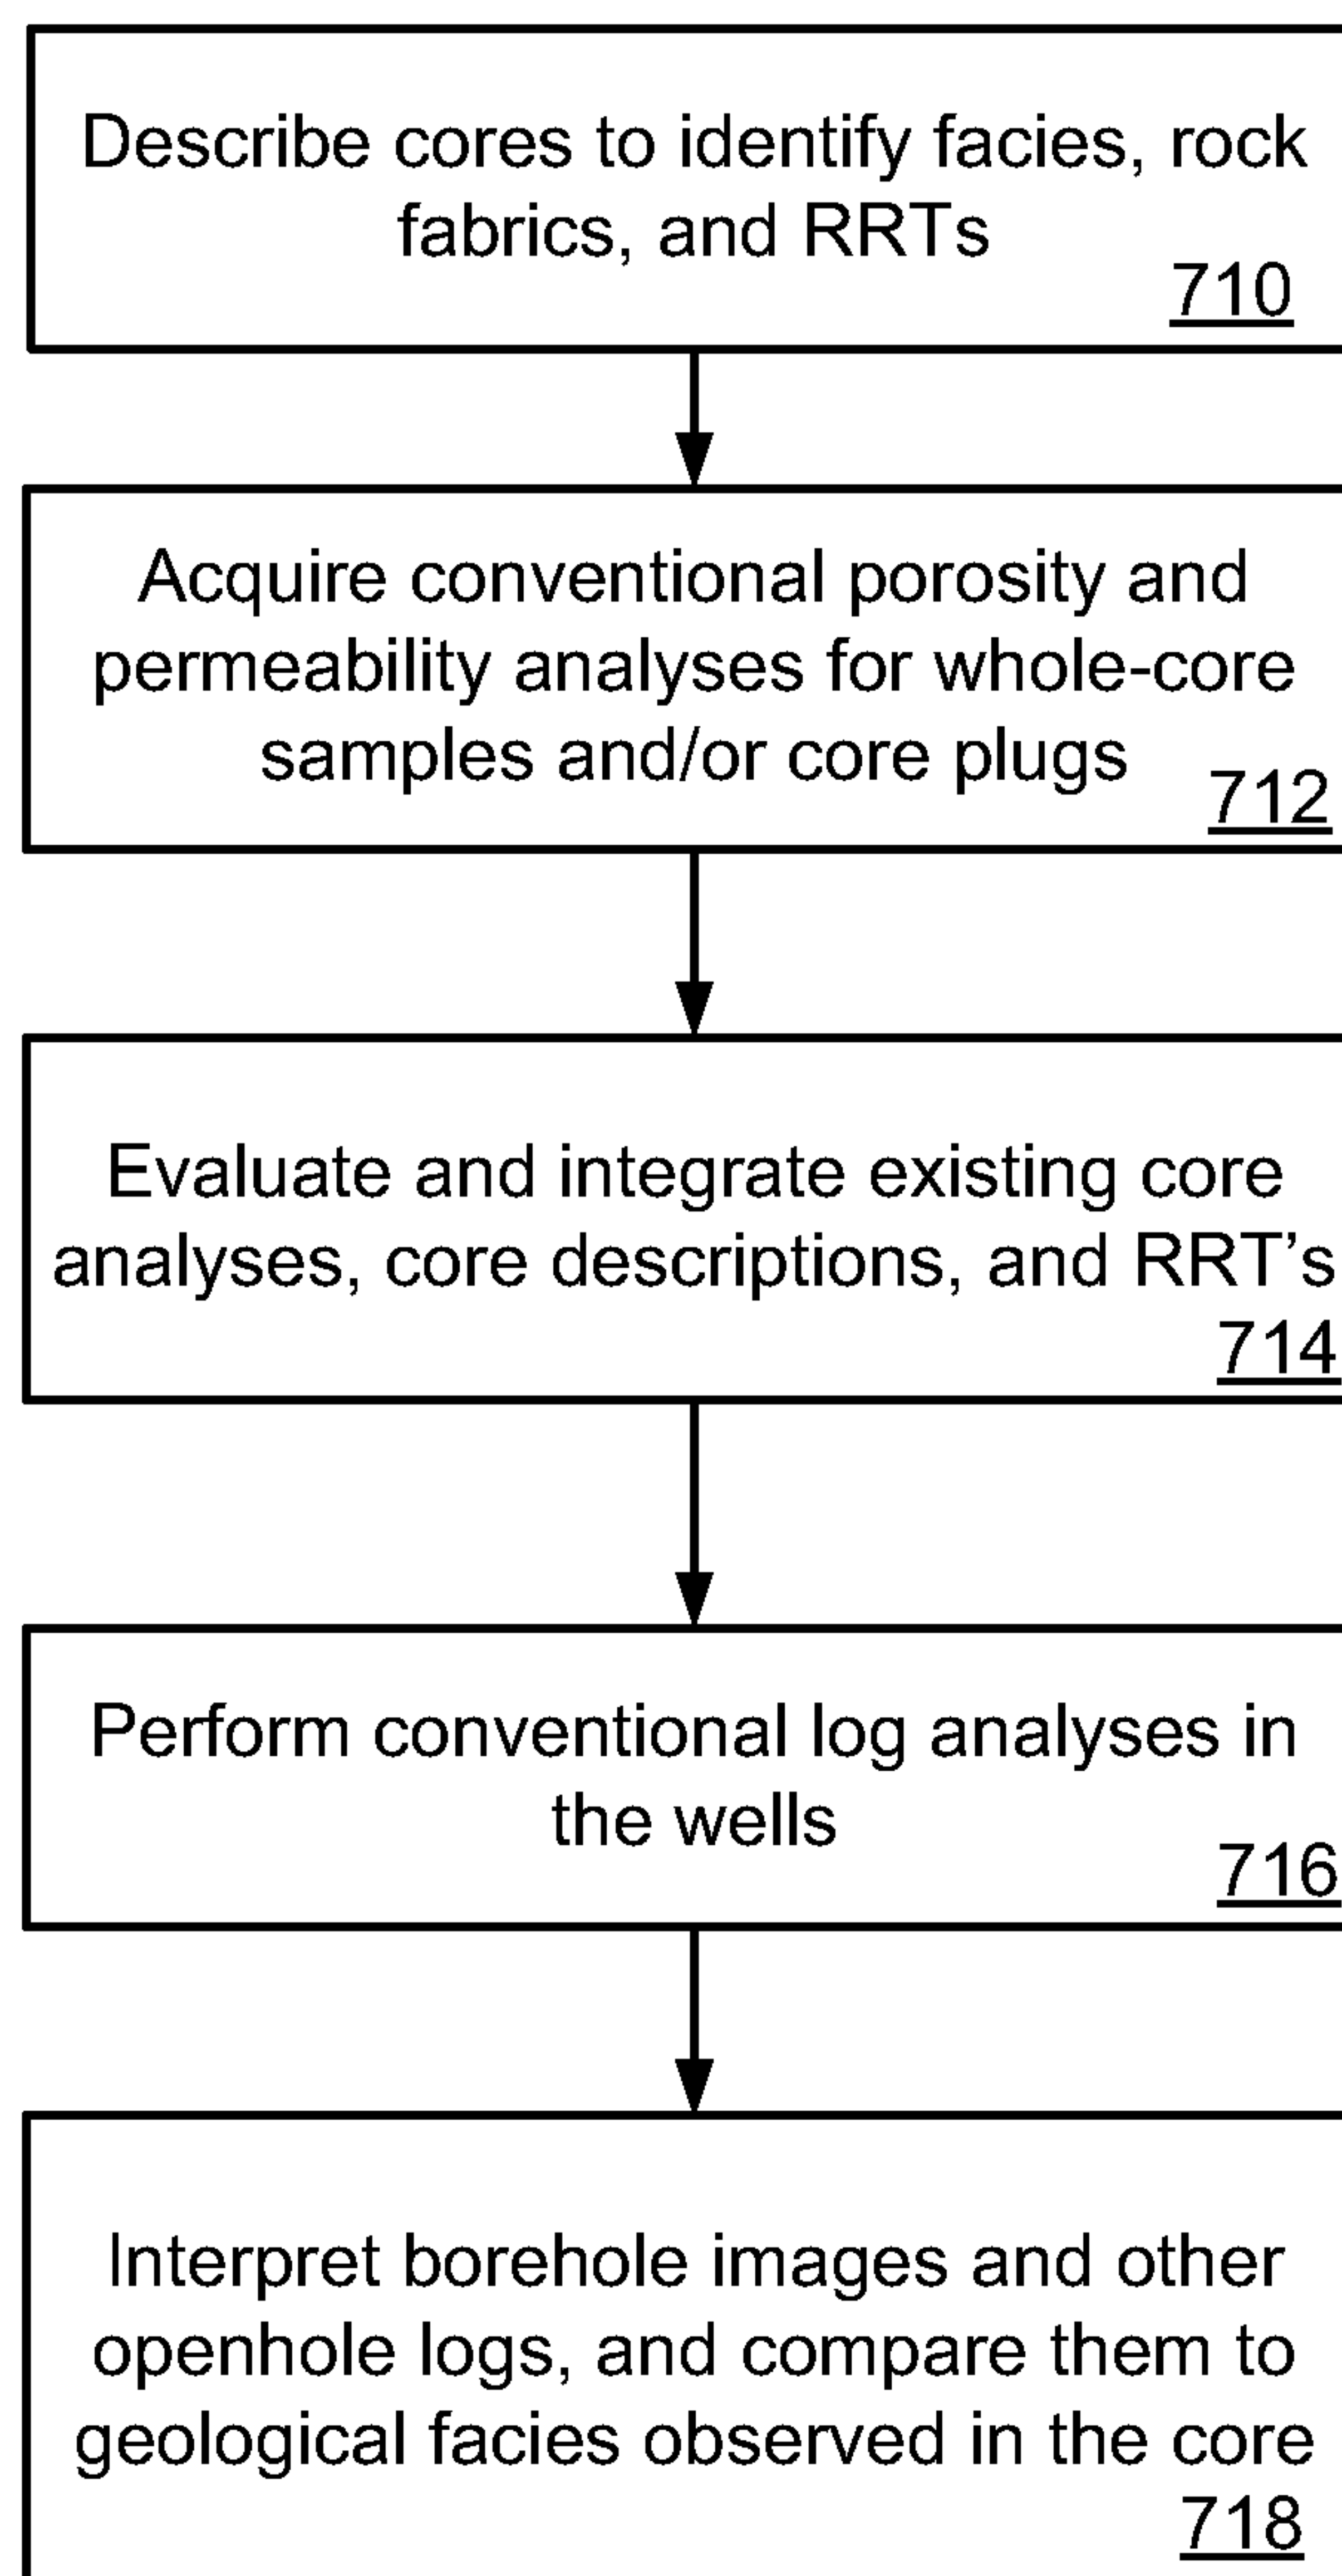 Describe cores to identify facies, rock
fabrics, and RRTs
710
Acquire conventional porosity and
permeability analyses for whole-core
samples and/or core plugs
712
Evaluate and integrate existing core
analyses, core descriptions, and RRT’s
714
Perform conventional log analyses in
the wells
716
Interpret borehole images and other
openhole logs, and compare them to
geological facies observed in the core
718